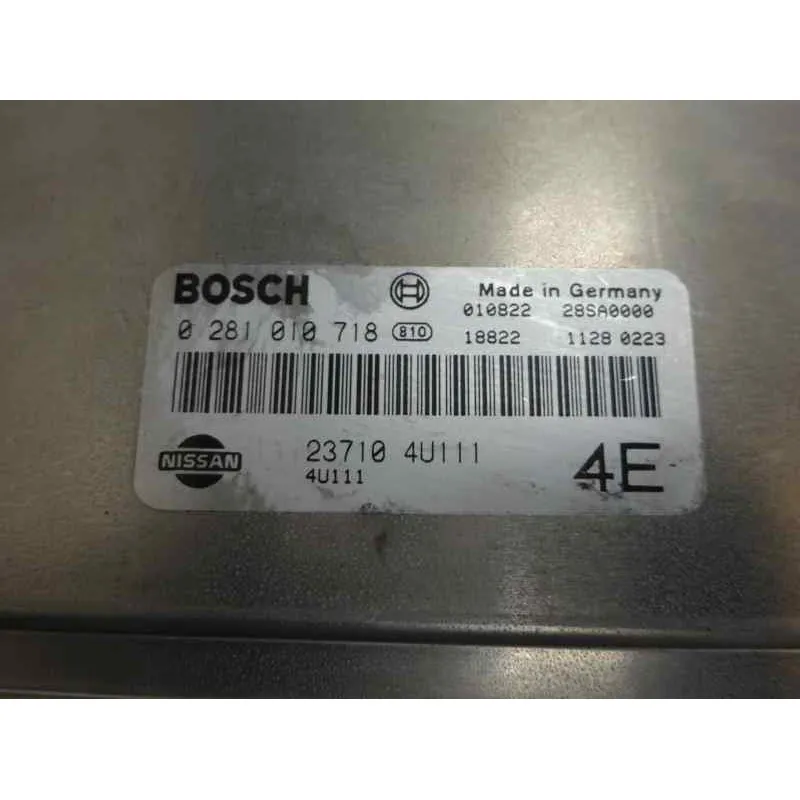 BOSCH Made in Germany
010822 28SA0000
0 281 010 718 810 18822 1128 0223
NISSAN 23710 4U111 4E
4U111